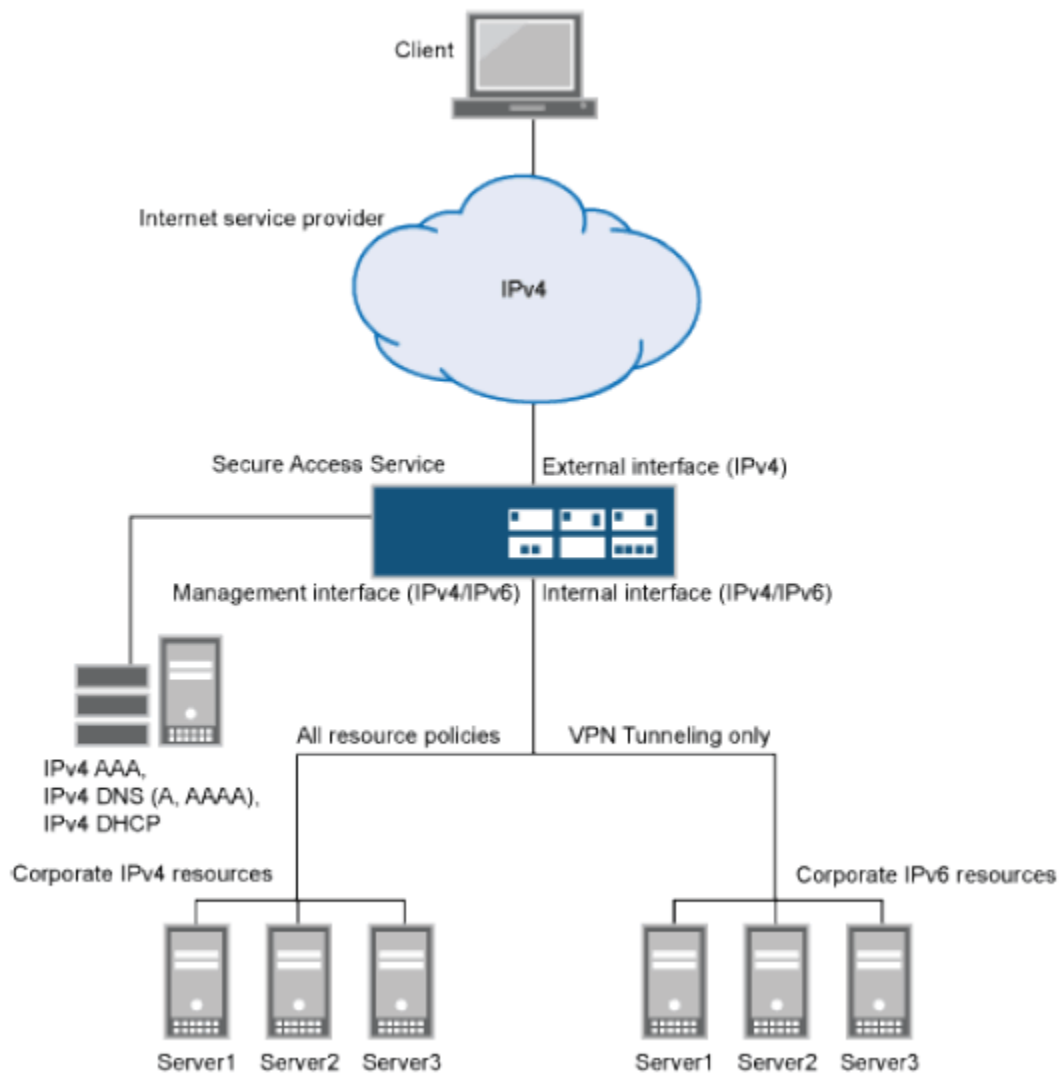 Client
Internet service provider
IPv4
Secure Access Service
External interface (IPv4)
Management interface (IPv4/IPv6)
Internal interface (IPv4/IPv6)
All resource policies
VPN Tunneling only
IPv4 AAA,
IPv4 DNS (A, AAAA),
IPv4 DHCP
Corporate IPv4 resources
Corporate IPv6 resources
Server1
Server2
Server3
Server1
Server2
Server3